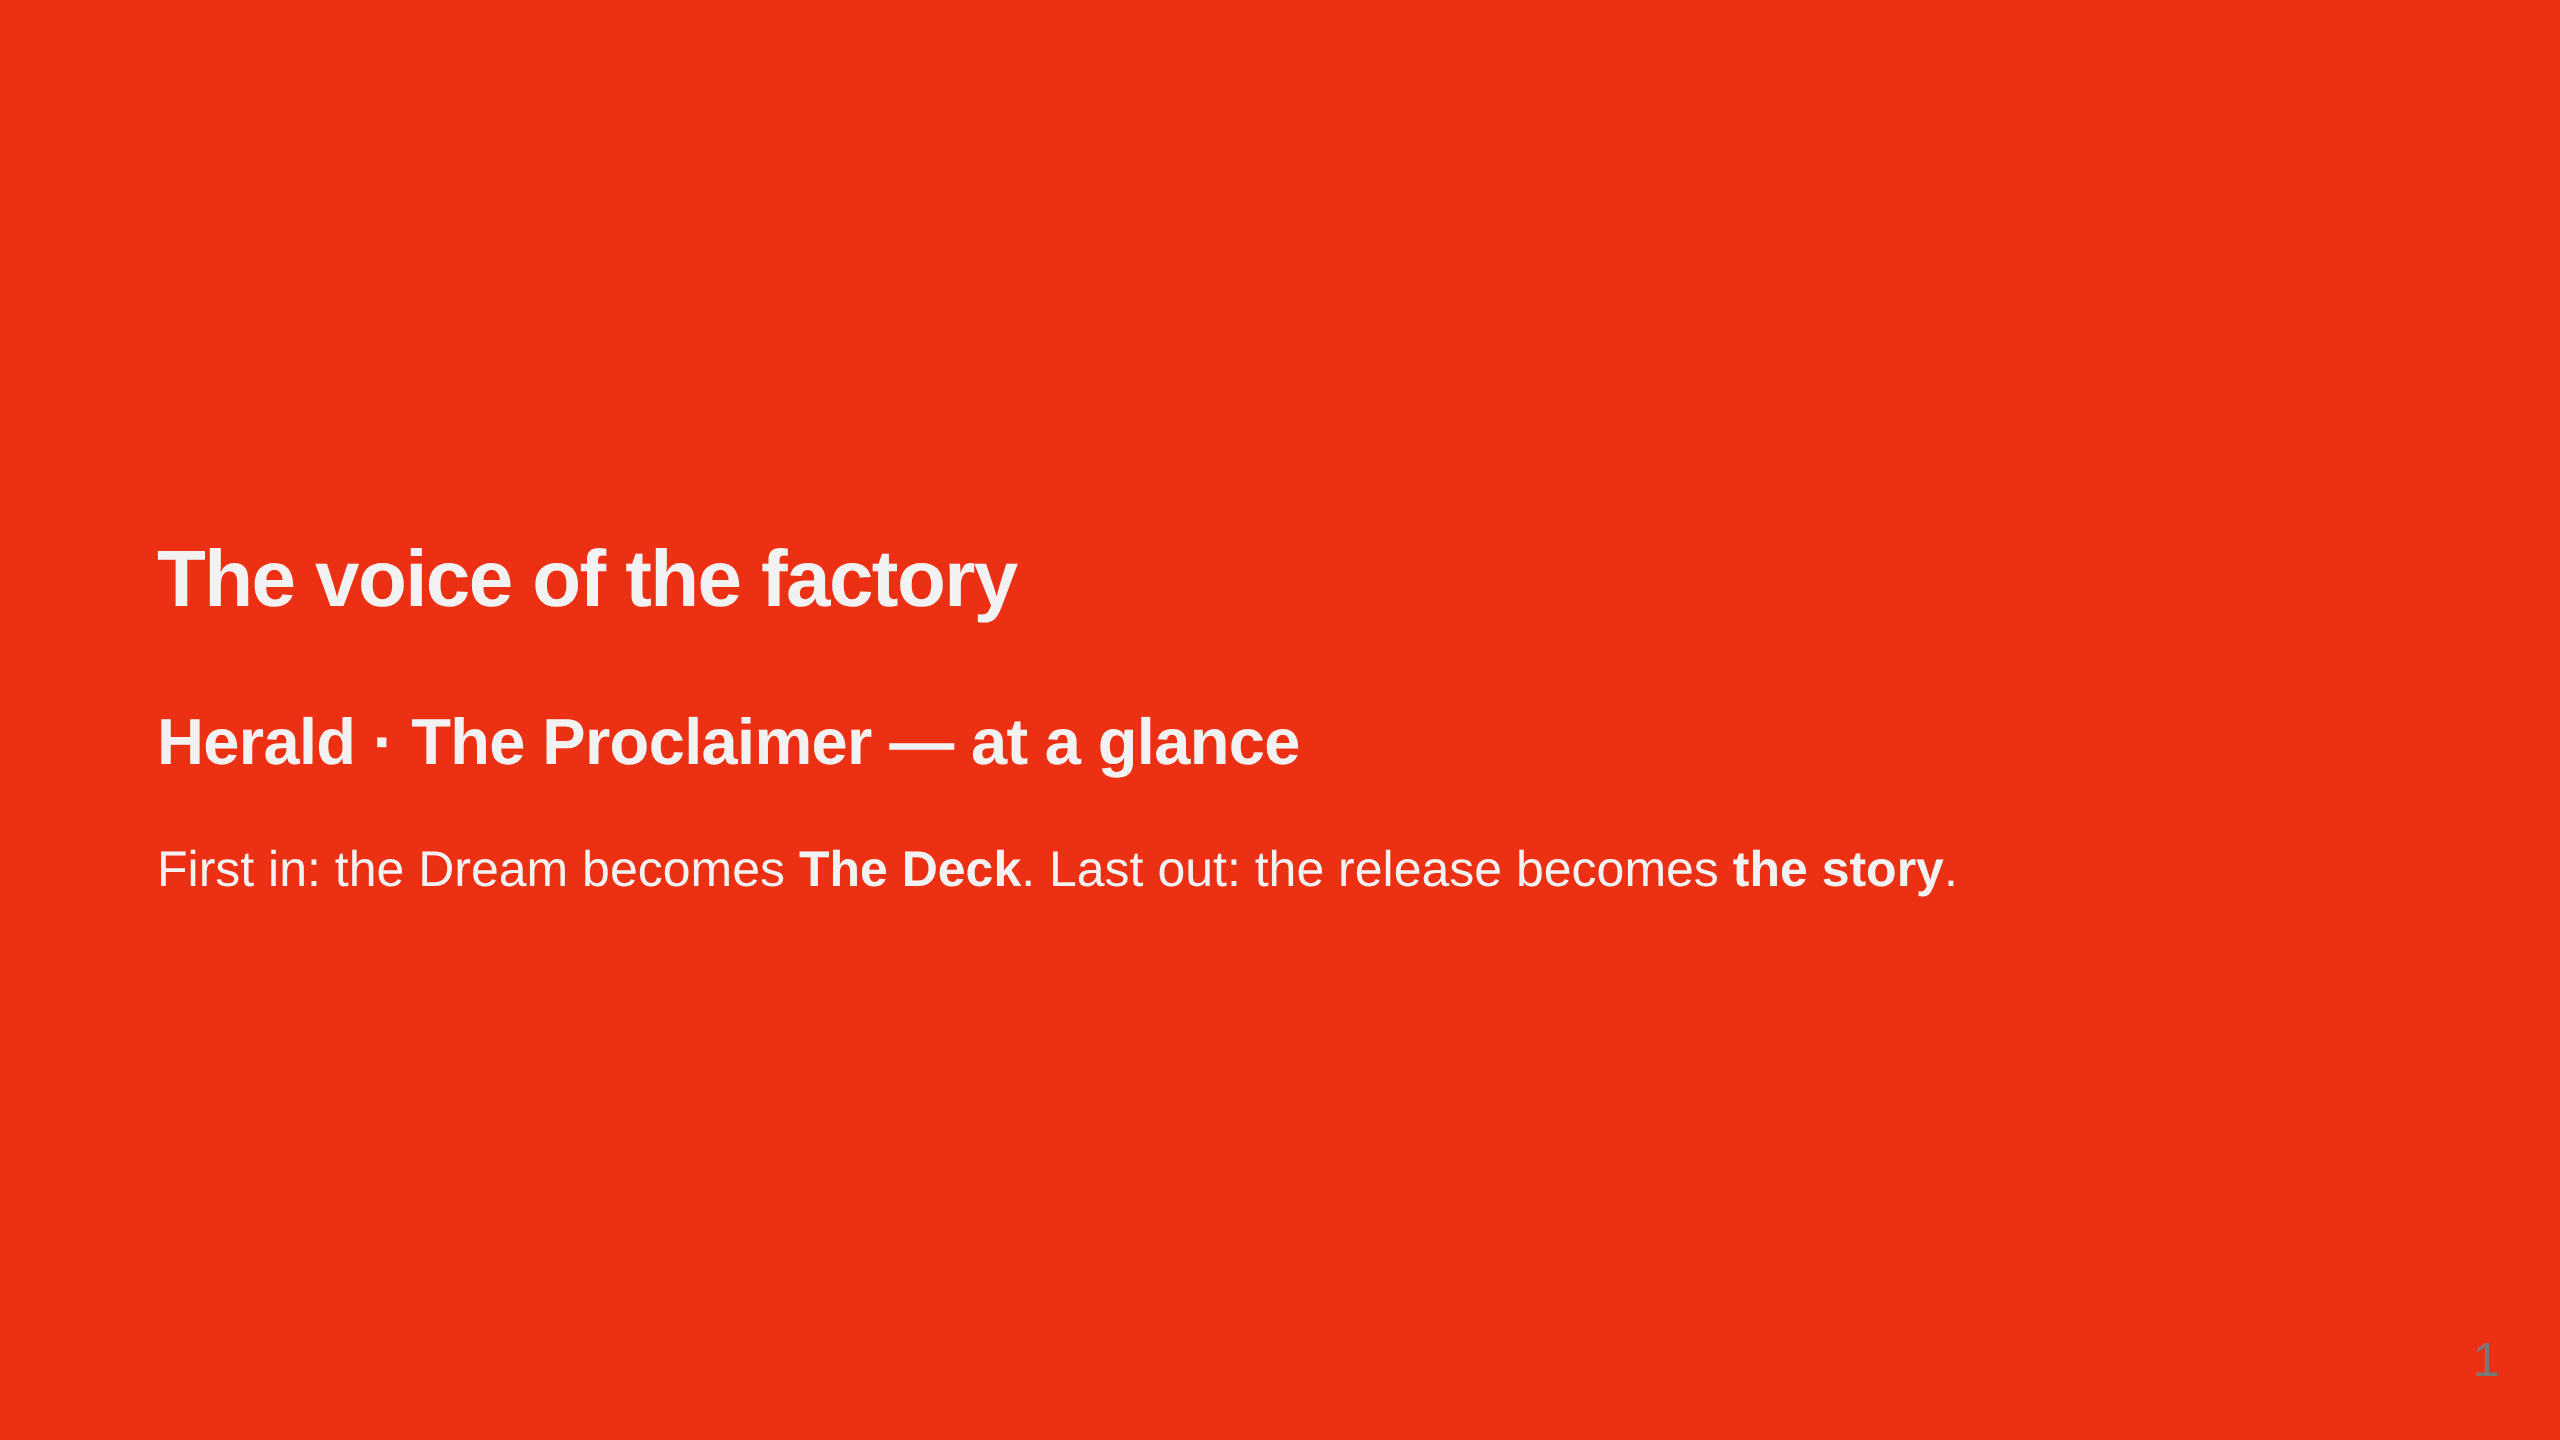 The voice of the factory
Herald · The Proclaimer — at a glance
First in: the Dream becomes The Deck. Last out: the release becomes the story.
1